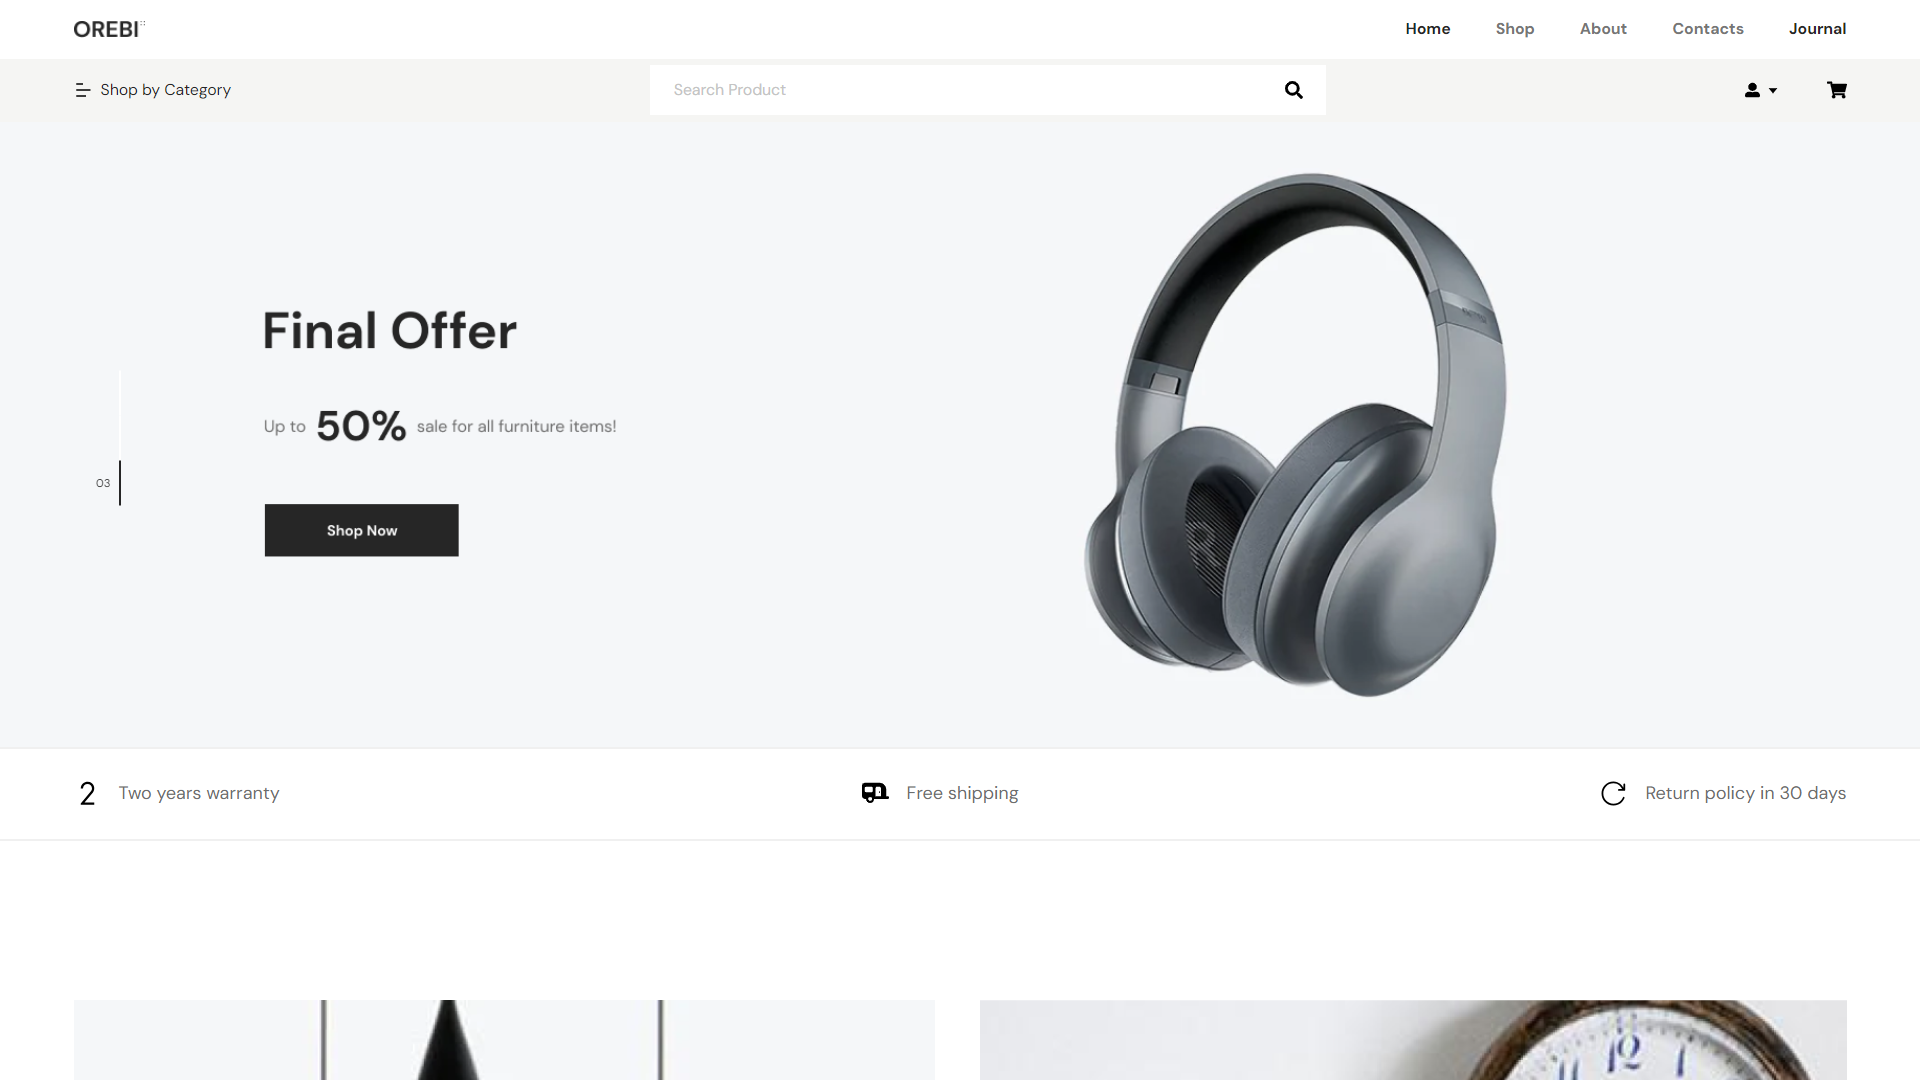 OREBI
Home Shop About Contacts Journal
Shop by Category
Search Product
Final Offer
Up to 50% sale for all furniture items!
03
Shop Now
2 Two years warranty
Free shipping
Return policy in 30 days
12